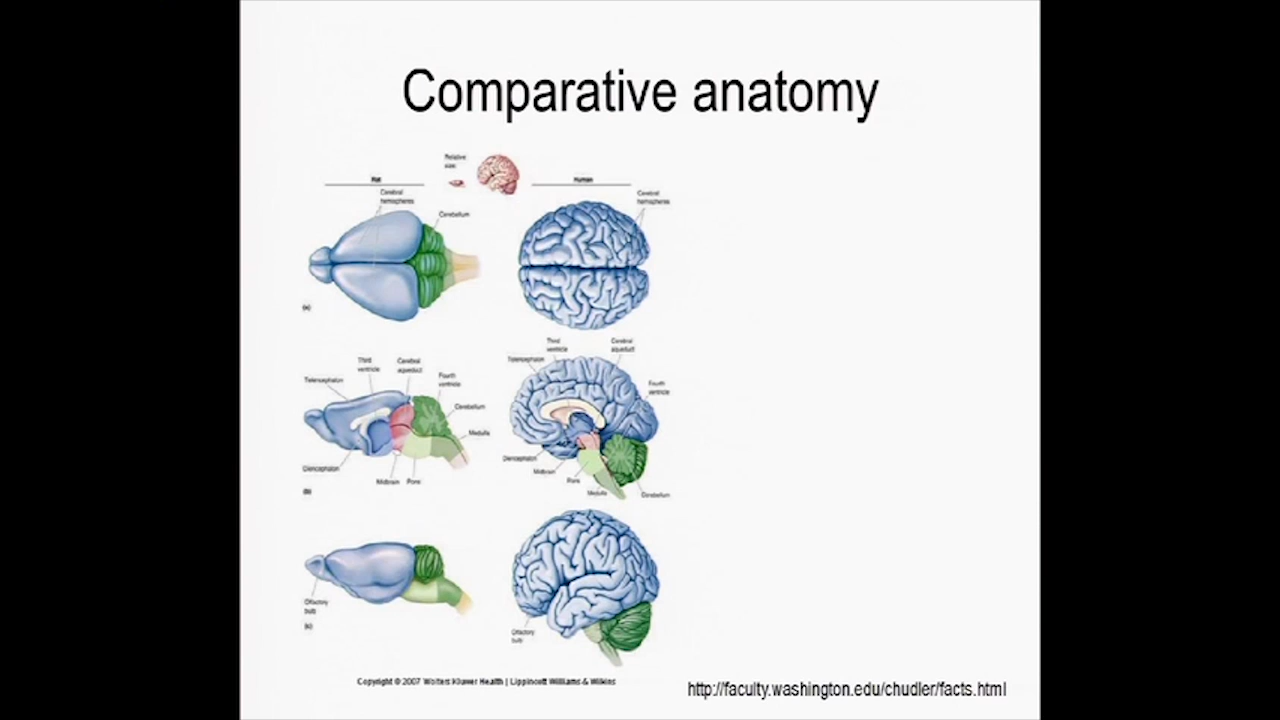 Comparative anatomy
Relative
size:
Rat
Human
Cerebral
hemispheres
Cerebellum
Cerebral
hemispheres
(a)
Third
ventricle
Cerebral
aqueduct
Telencephalon
Fourth
ventricle
Cerebellum
Medulla
Diencephalon
Midbrain
Pons
(b)
Third
ventricle
Cerebral
aqueduct
Telencephalon
Fourth
ventricle
Diencephalon
Midbrain
Pons
Medulla
Cerebellum
Olfactory
bulb
(c)
Olfactory
bulb
Copyright © 2007 Wolters Kluwer Health | Lippincott Williams & Wilkins
http://faculty.washington.edu/chudler/facts.html